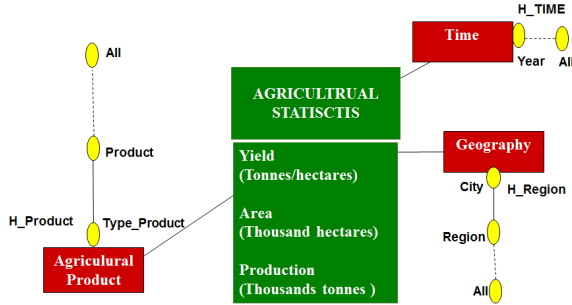 H_TIME
Time
Year
All
All
AGRICULTRUAL
STATISCTIS
Product
Yield
(Tonnes/hectares)
Geography
City
H_Region
H_Product
Type_Product
Area
(Thousand hectares)
Region
Agriculural
Product
Production
(Thousands tonnes )
All